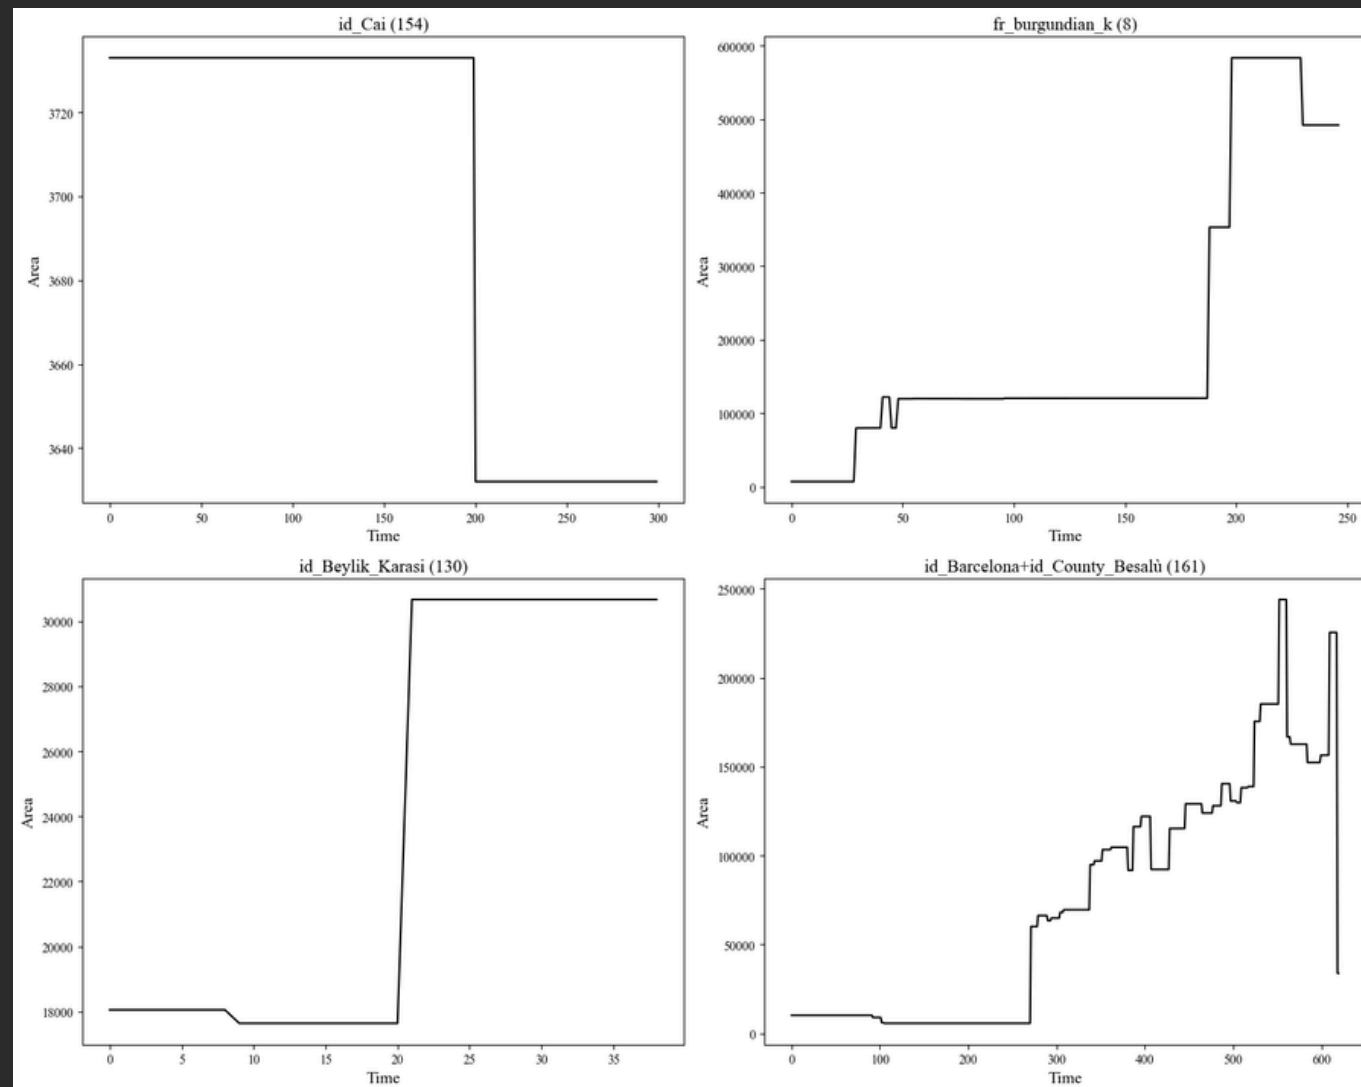 id_Cai (154)
Area
3720
3700
3680
3660
3640
0 50 100 150 200 250 300
Time
fr_burgundian_k (8)
Area
600000
500000
400000
300000
200000
100000
0
0 50 100 150 200 250
Time
id_Beylik_Karasi (130)
Area
30000
28000
26000
24000
22000
20000
18000
0 5 10 15 20 25 30 35
Time
id_Barcelona+id_County_Besalù (161)
Area
250000
200000
150000
100000
50000
0
0 100 200 300 400 500 600
Time